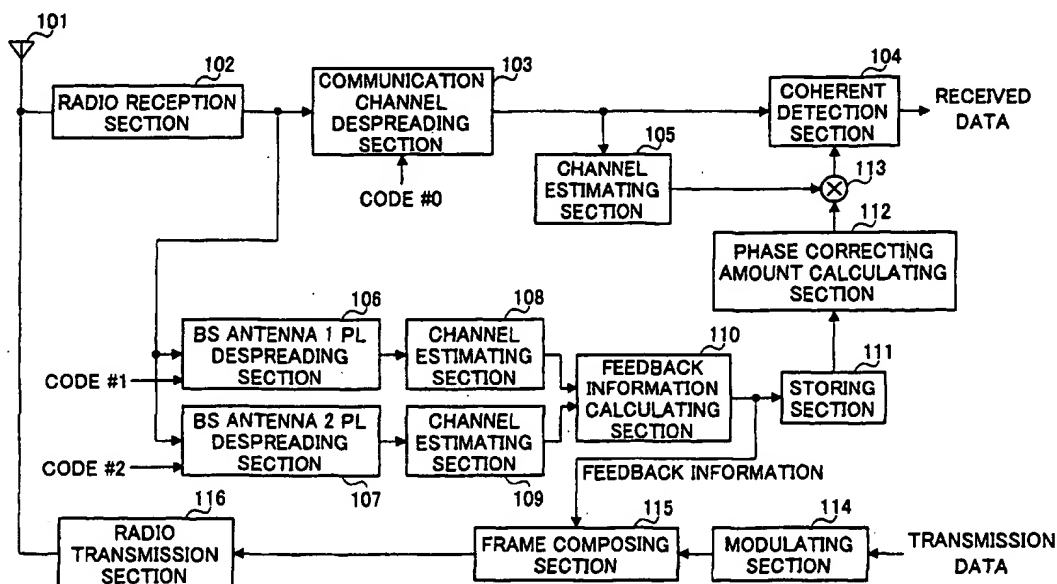 101
102
RADIO RECEPTION
SECTION
COMMUNICATION
CHANNEL
DESPREADING
SECTION
103
CODE #0
104
COHERENT
DETECTION
SECTION
RECEIVED
DATA
105
CHANNEL
ESTIMATING
SECTION
113
112
PHASE CORRECTING
AMOUNT CALCULATING
SECTION
106
BS ANTENNA 1 PL
DESPREADING
SECTION
CODE #1
108
CHANNEL
ESTIMATING
SECTION
110
FEEDBACK
INFORMATION
CALCULATING
SECTION
111
STORING
SECTION
BS ANTENNA 2 PL
DESPREADING
SECTION
CODE #2
107
CHANNEL
ESTIMATING
SECTION
109
FEEDBACK INFORMATION
116
RADIO
TRANSMISSION
SECTION
115
FRAME COMPOSING
SECTION
114
MODULATING
SECTION
TRANSMISSION
DATA